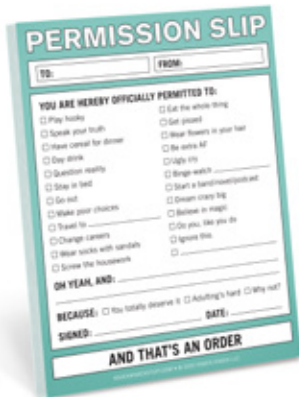 PERMISSION SLIP
TO:
FROM:
YOU ARE HEREBY OFFICIALLY PERMITTED TO:
Play hooky
Speak your truth
Have cereal for dinner
Day drink
Question reality
Stay in bed
Go out
Make poor choices
Travel to
Change careers
Wear socks with sandals
Screw the housework
Eat the whole thing
Get pissed
Wear flowers in your hair
Be extra AF
Ugly cry
Binge-watch
Start a band/novel/podcast
Dream crazy big
Believe in magic
Do you, like you do
Ignore this
OH YEAH, AND:
BECAUSE: You totally deserve it Adulting's hard Why not?
SIGNED: DATE:
AND THAT'S AN ORDER